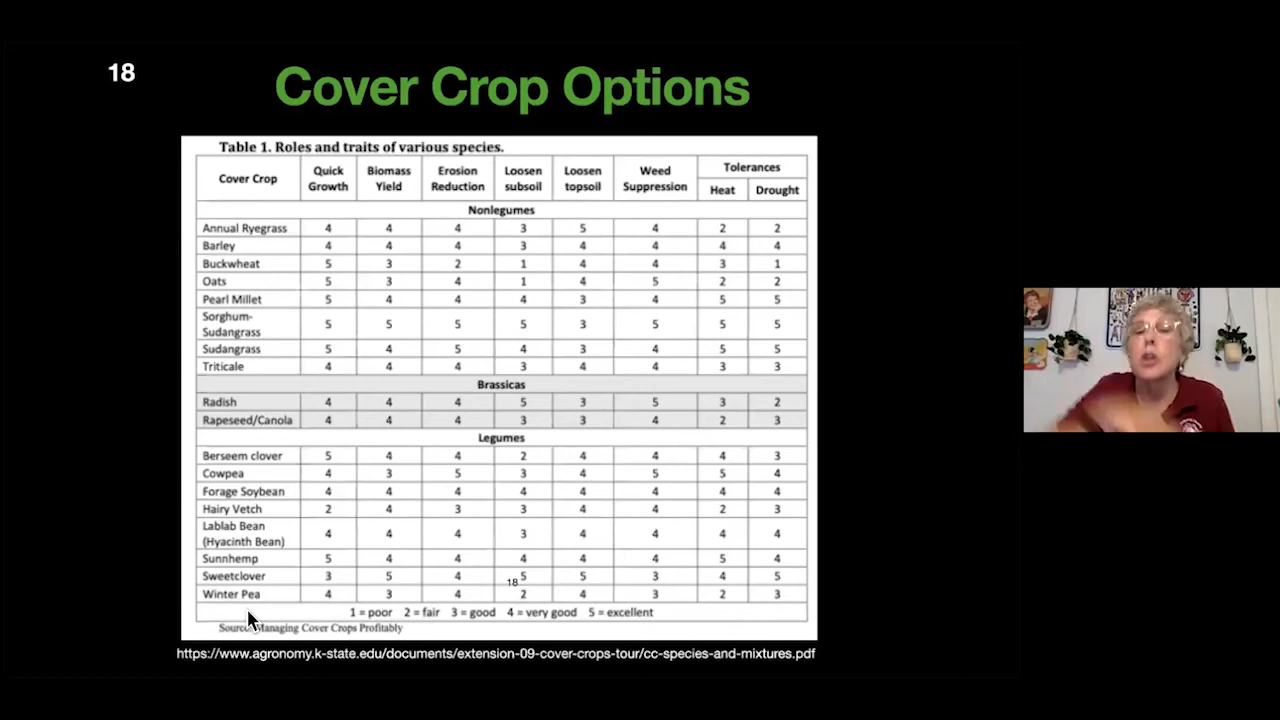 18
Cover Crop Options
Table 1. Roles and traits of various species.
Cover Crop Quick Growth Biomass Yield Erosion Reduction Loosen subsoil Loosen topsoil Weed Suppression Tolerances Heat Drought
Nonlegumes
Annual Ryegrass 4 4 4 3 5 4 2 2
Barley 4 4 4 3 4 4 4 4
Buckwheat 5 3 2 1 4 4 3 1
Oats 5 3 4 1 4 5 2 2
Pearl Millet 5 4 4 4 3 4 5 5
Sorghum-
Sudangrass 5 5 5 5 3 5 5 5
Sudangrass 5 4 5 4 3 4 5 5
Triticale 4 4 4 3 4 4 3 3
Brassicas
Radish 4 4 4 5 3 5 3 2
Rapeseed/Canola 4 4 4 3 3 4 2 3
Legumes
Berseem clover 5 4 4 2 4 4 4 3
Cowpea 4 3 5 3 4 5 5 4
Forage Soybean 4 4 4 4 4 4 4 4
Hairy Vetch 2 4 3 3 4 4 2 3
Lablab Bean
(Hyacinth Bean) 4 4 4 3 4 4 4 4
Sunnhemp 5 4 4 4 4 4 5 4
Sweetclover 3 5 4 5 5 3 4 5
18
Winter Pea 4 3 4 2 4 3 2 3
1 = poor 2 = fair 3 = good 4 = very good 5 = excellent
Source: Managing Cover Crops Profitably
https://www.agronomy.k-state.edu/documents/extension-09-cover-crops-tour/cc-species-and-mixtures.pdf